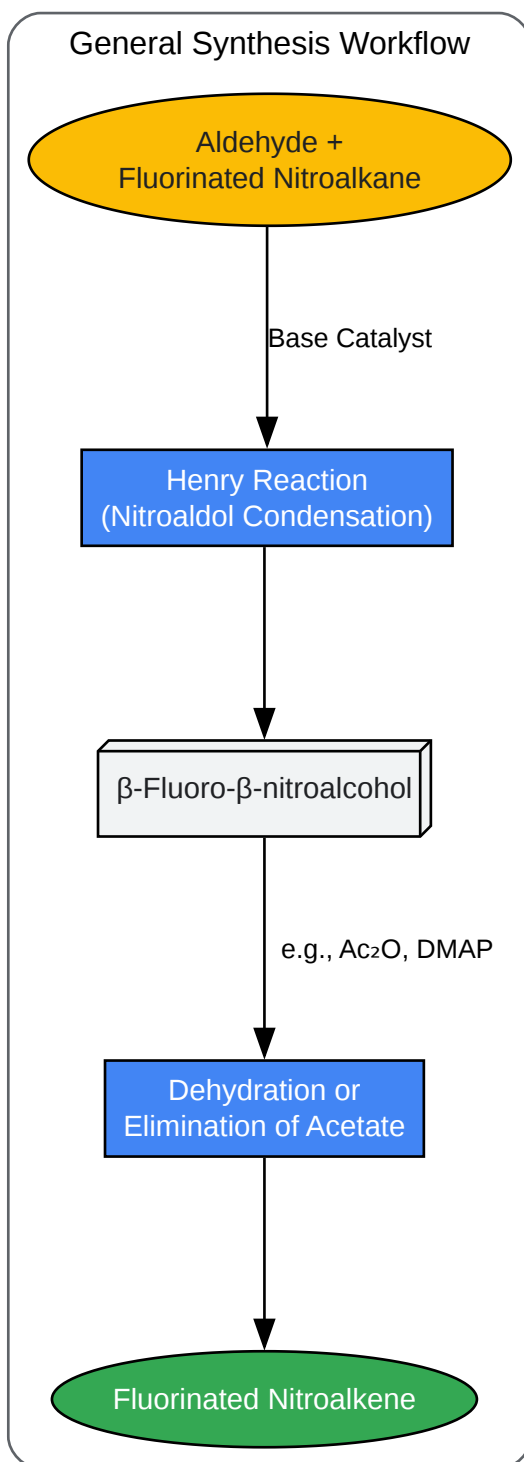 General Synthesis Workflow
Aldehyde +
Fluorinated Nitroalkane
Base Catalyst
Henry Reaction
(Nitroaldol Condensation)
β-Fluoro-β-nitroalcohol
e.g., Ac₂O, DMAP
Dehydration or
Elimination of Acetate
Fluorinated Nitroalkene